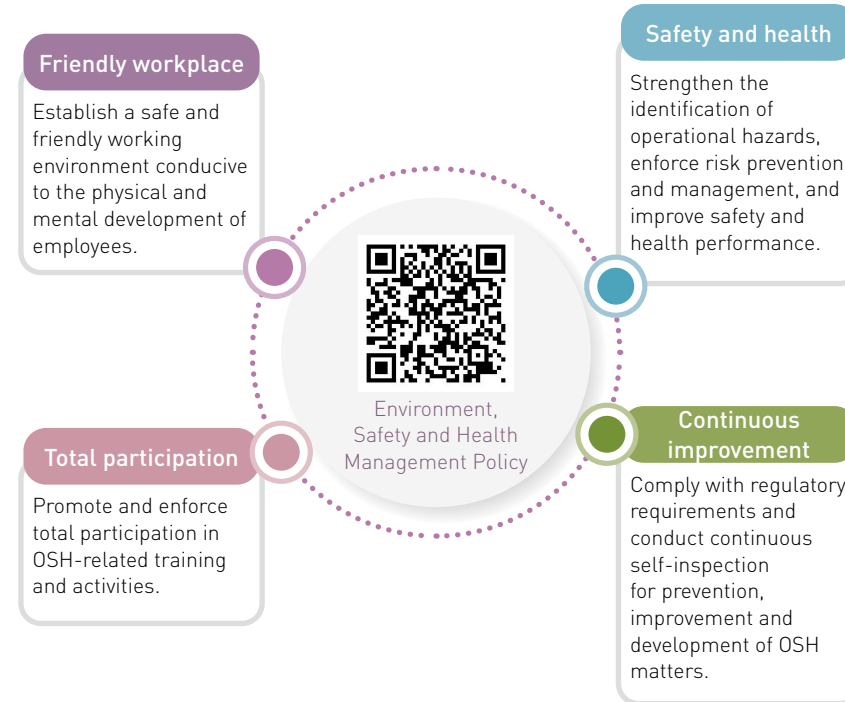 Friendly workplace
Establish a safe and
friendly working
environment conducive
to the physical and
mental development of
employees.
Safety and health
Strengthen the
identification of
operational hazards,
enforce risk prevention
and management, and
improve safety and
health performance.
Environment,
Safety and Health
Management Policy
Total participation
Promote and enforce
total participation in
OSH-related training
and activities.
Continuous
improvement
Comply with regulatory
requirements and
conduct continuous
self-inspection
for prevention,
improvement and
development of OSH
matters.